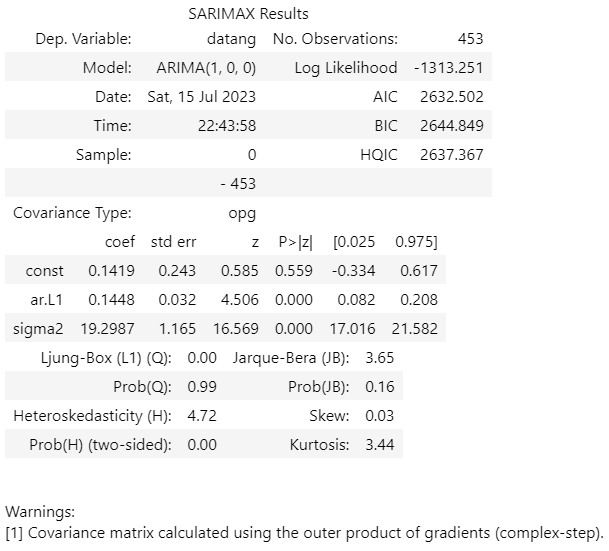 SARIMAX Results
Dep. Variable: datang No. Observations: 453
Model: ARIMA(1, 0, 0) Log Likelihood -1313.251
Date: Sat, 15 Jul 2023 AIC 2632.502
Time: 22:43:58 BIC 2644.849
Sample: 0 HQIC 2637.367
- 453
Covariance Type: opg
coef std err z P>|z| [0.025 0.975]
const 0.1419 0.243 0.585 0.559 -0.334 0.617
ar.L1 0.1448 0.032 4.506 0.000 0.082 0.208
sigma2 19.2987 1.165 16.569 0.000 17.016 21.582
Ljung-Box (L1) (Q): 0.00 Jarque-Bera (JB): 3.65
Prob(Q): 0.99 Prob(JB): 0.16
Heteroskedasticity (H): 4.72 Skew: 0.03
Prob(H) (two-sided): 0.00 Kurtosis: 3.44
Warnings:
[1] Covariance matrix calculated using the outer product of gradients (complex-step).